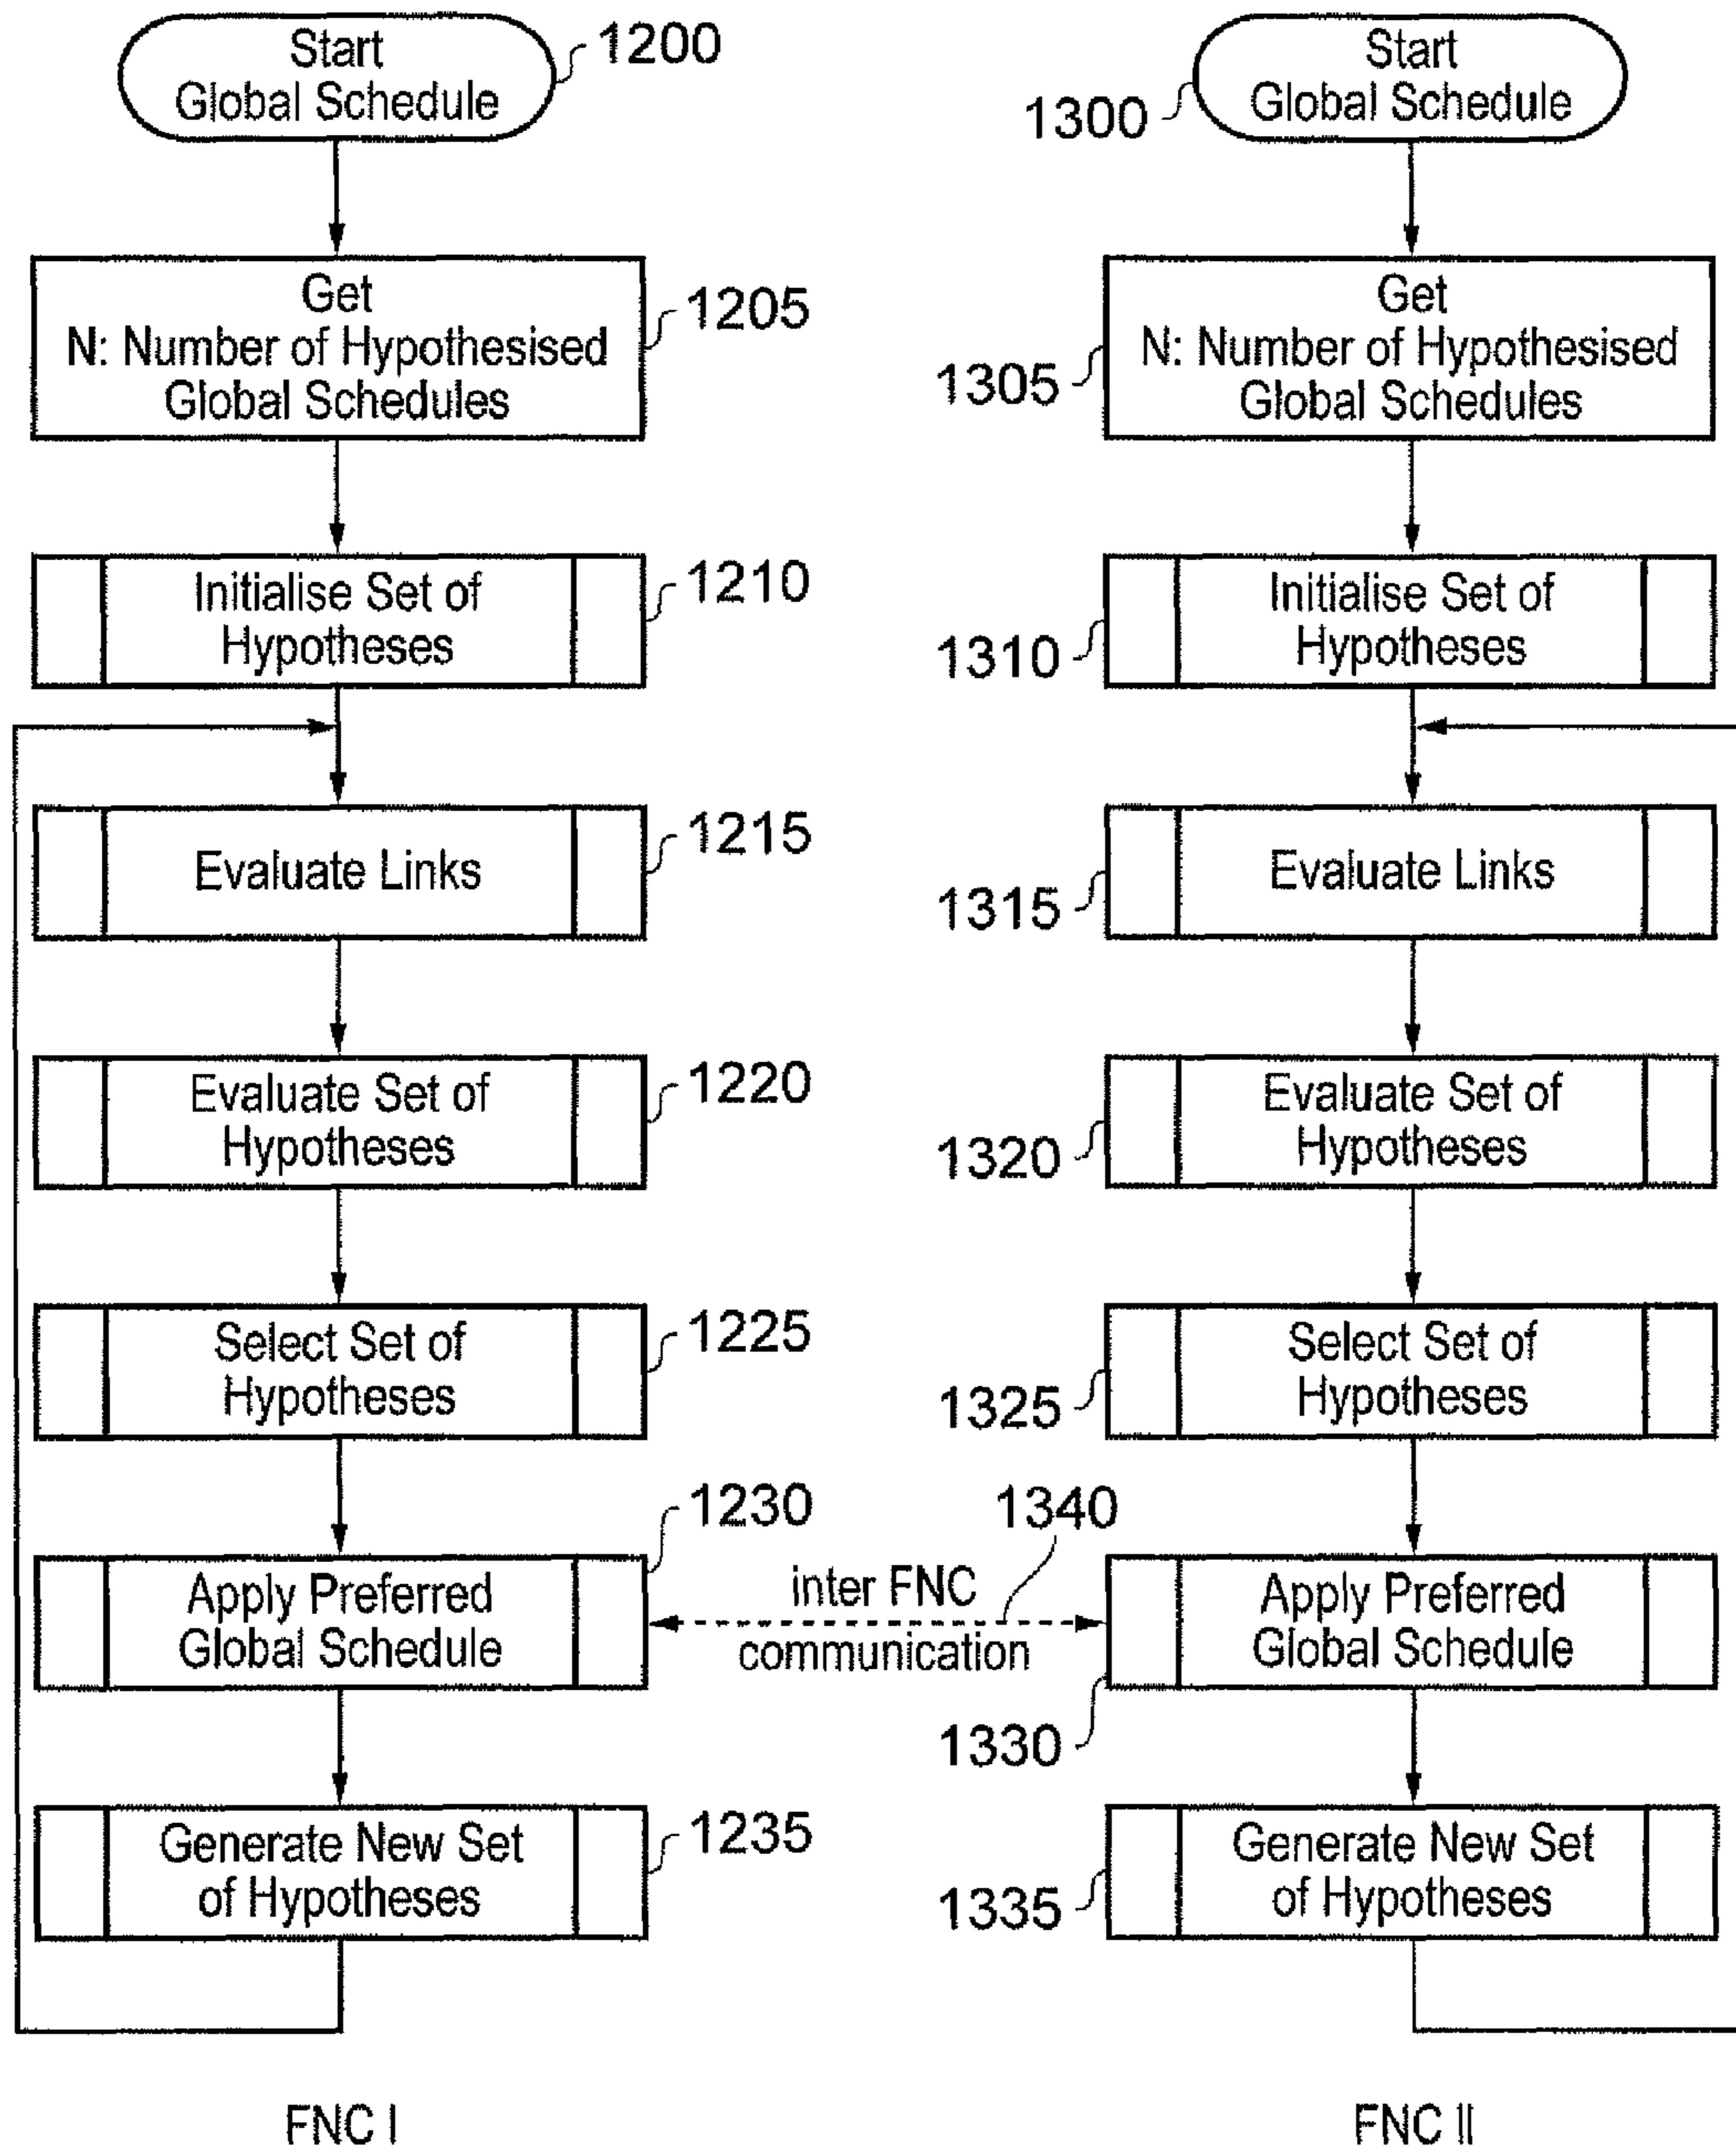 Start
Global Schedule
1200
Get
N: Number of Hypothesised
Global Schedules
1205
Initialise Set of
Hypotheses
1210
Evaluate Links
1215
Evaluate Set of
Hypotheses
1220
Select Set of
Hypotheses
1225
Apply Preferred
Global Schedule
1230
Generate New Set
of Hypotheses
1235
FNC I
inter FNC
communication
1340
Start
Global Schedule
1300
Get
N: Number of Hypothesised
Global Schedules
1305
Initialise Set of
Hypotheses
1310
Evaluate Links
1315
Evaluate Set of
Hypotheses
1320
Select Set of
Hypotheses
1325
Apply Preferred
Global Schedule
1330
Generate New Set
of Hypotheses
1335
FNC II